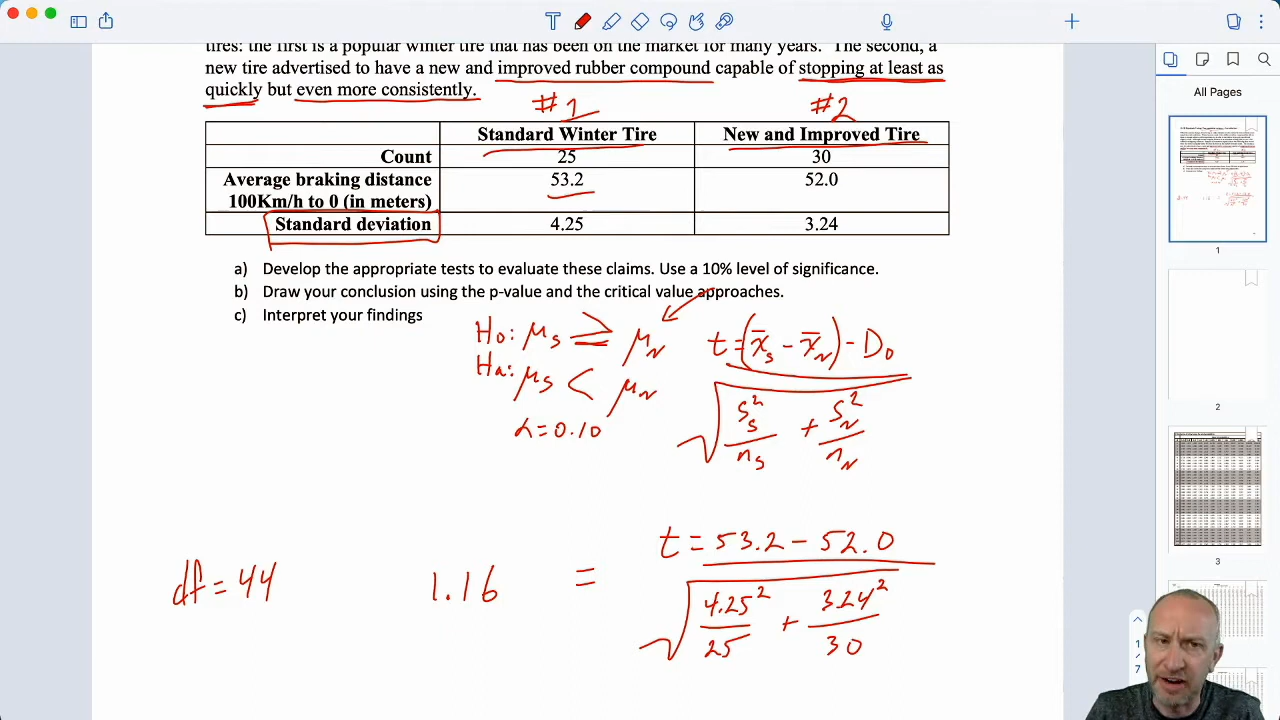 tires: the first is a popular winter tire that has been on the market for many years. The second, a
new tire advertised to have a new and improved rubber compound capable of stopping at least as
quickly but even more consistently.
#1 #2
Standard Winter Tire New and Improved Tire
Count 25 30
Average braking distance 53.2 52.0
100Km/h to 0 (in meters)
Standard deviation 4.25 3.24
a) Develop the appropriate tests to evaluate these claims. Use a 10% level of significance.
b) Draw your conclusion using the p-value and the critical value approaches.
c) Interpret your findings
Ho: μs ≥ μN
Ha: μs < μN
α=0.10
t=(x̄s - x̄N) - D0
√ Ss²/ns + SN²/nN
t = 53.2 - 52.0
√ 4.25²/25 + 3.24²/30
= 1.16
df = 44
All Pages
1
2
3
1
/
7